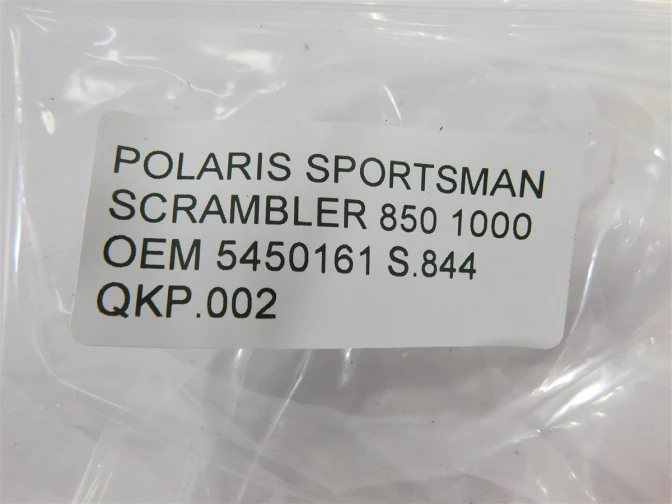 POLARIS SPORTSMAN
SCRAMBLER 850 1000
OEM 5450161 S.844
QKP.002